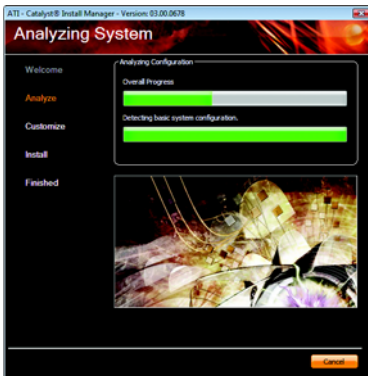 ATI - Catalyst® Install Manager - Version: 03.00.0678
Analyzing System
Welcome
Analyze
Customize
Install
Finished
Analyzing Configuration
Overall Progress
Detecting basic system configuration.
Cancel